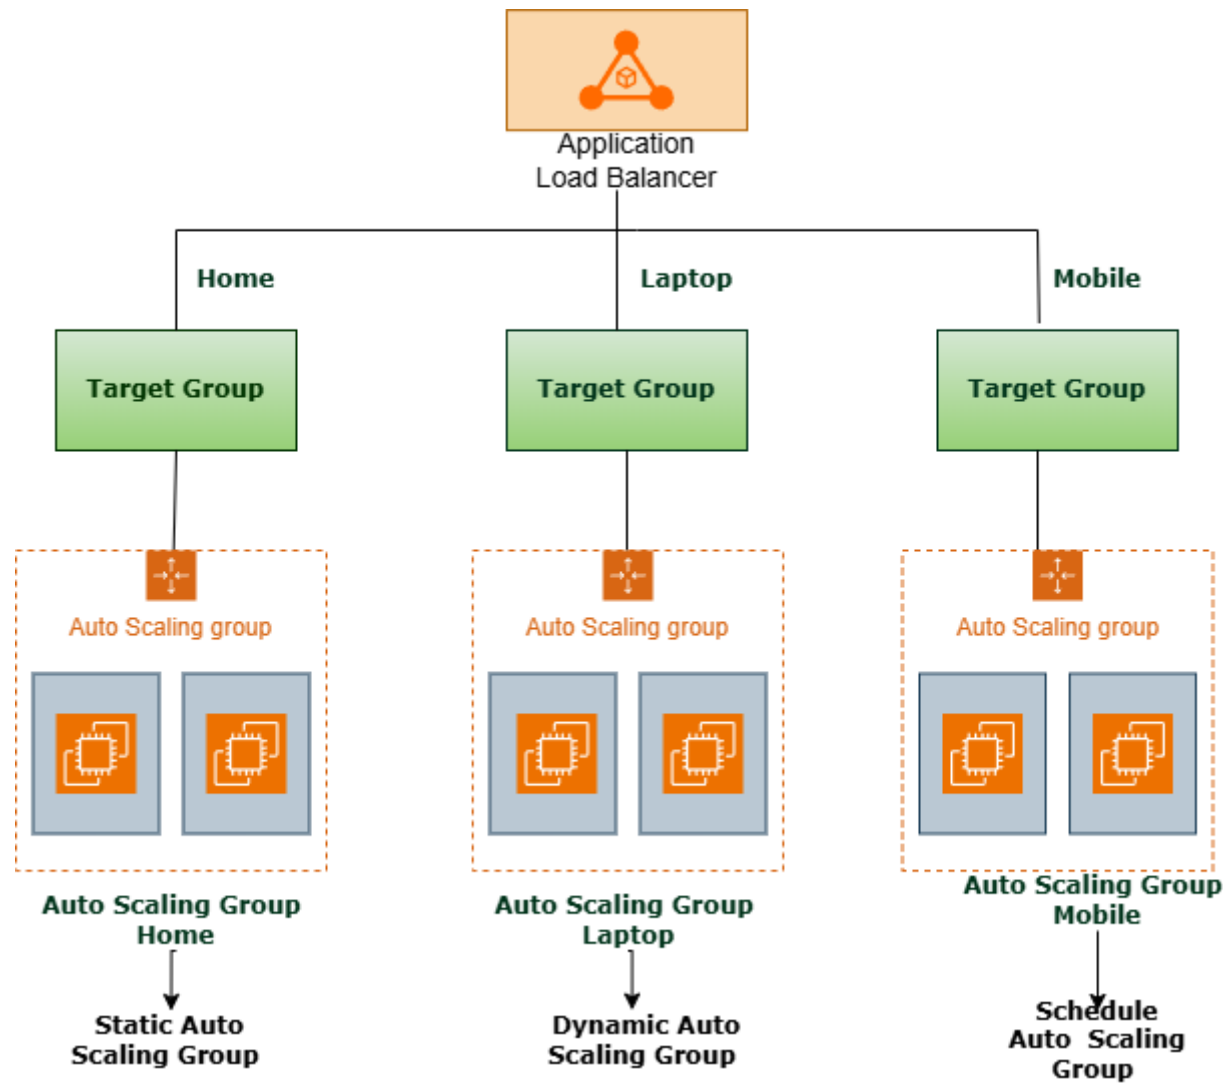 Application
Load Balancer
Home
Laptop
Mobile
Target Group
Target Group
Target Group
Auto Scaling group
Auto Scaling group
Auto Scaling group
Auto Scaling Group
Home
Auto Scaling Group
Laptop
Auto Scaling Group
Mobile
Static Auto
Scaling Group
Dynamic Auto
Scaling Group
Schedule
Auto  Scaling
Group